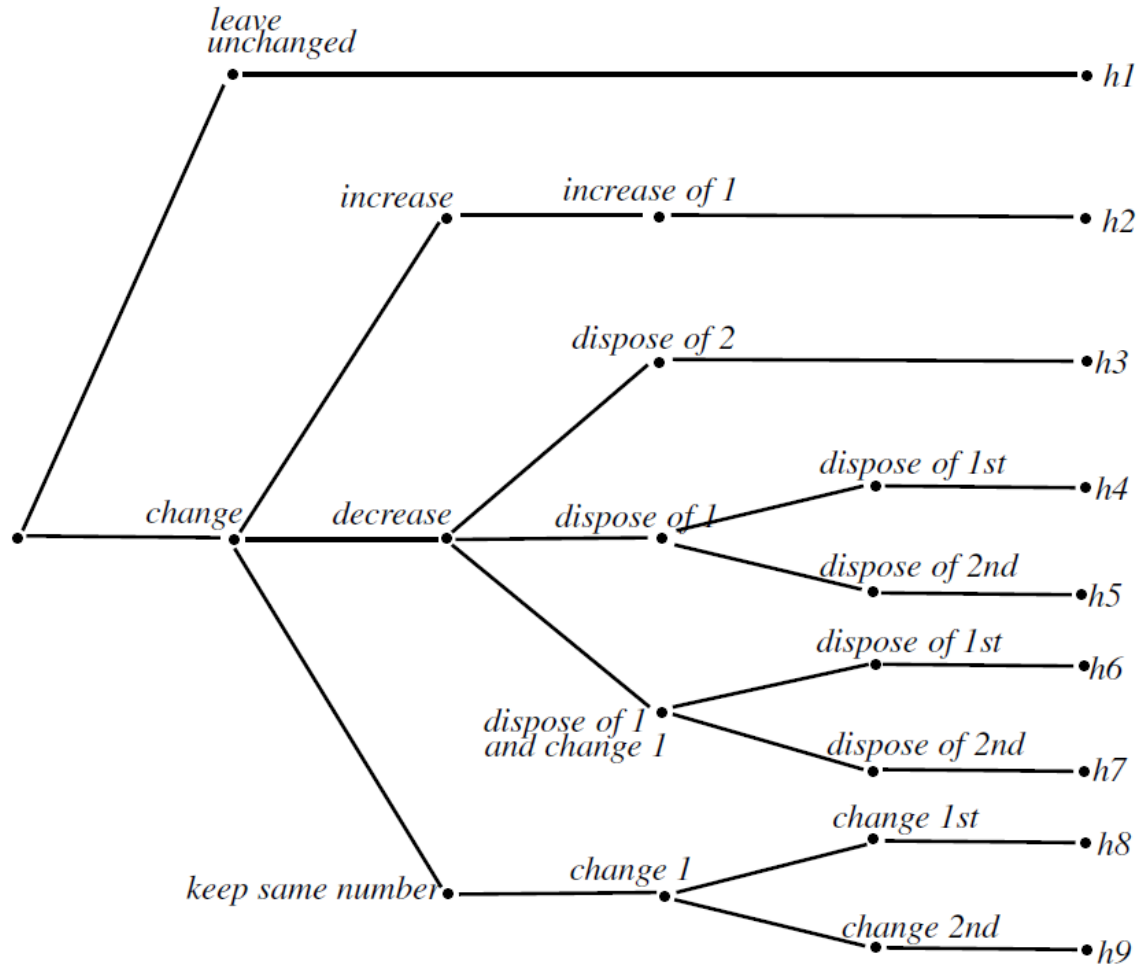 leave
unchanged
h1
increase
increase of 1
h2
dispose of 2
h3
dispose of 1st
h4
change
decrease
dispose of 1
dispose of 2nd
h5
dispose of 1st
h6
dispose of 1
and change 1
dispose of 2nd
h7
change 1st
h8
keep same number
change 1
change 2nd
h9